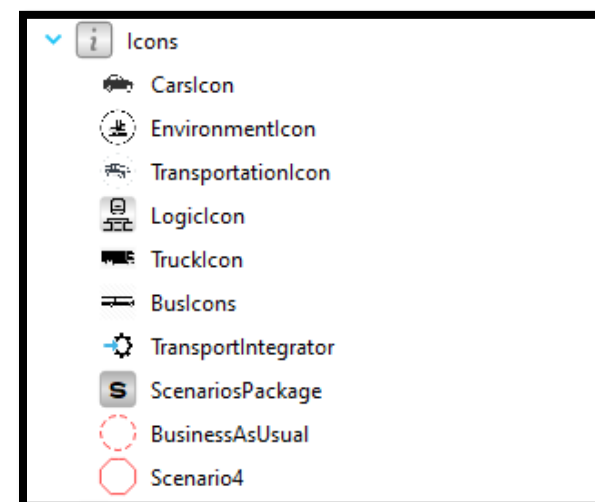 i Icons
CarsIcon
EnvironmentIcon
TransportationIcon
LogicIcon
TruckIcon
BusIcons
TransportIntegrator
S ScenariosPackage
BusinessAsUsual
Scenario4